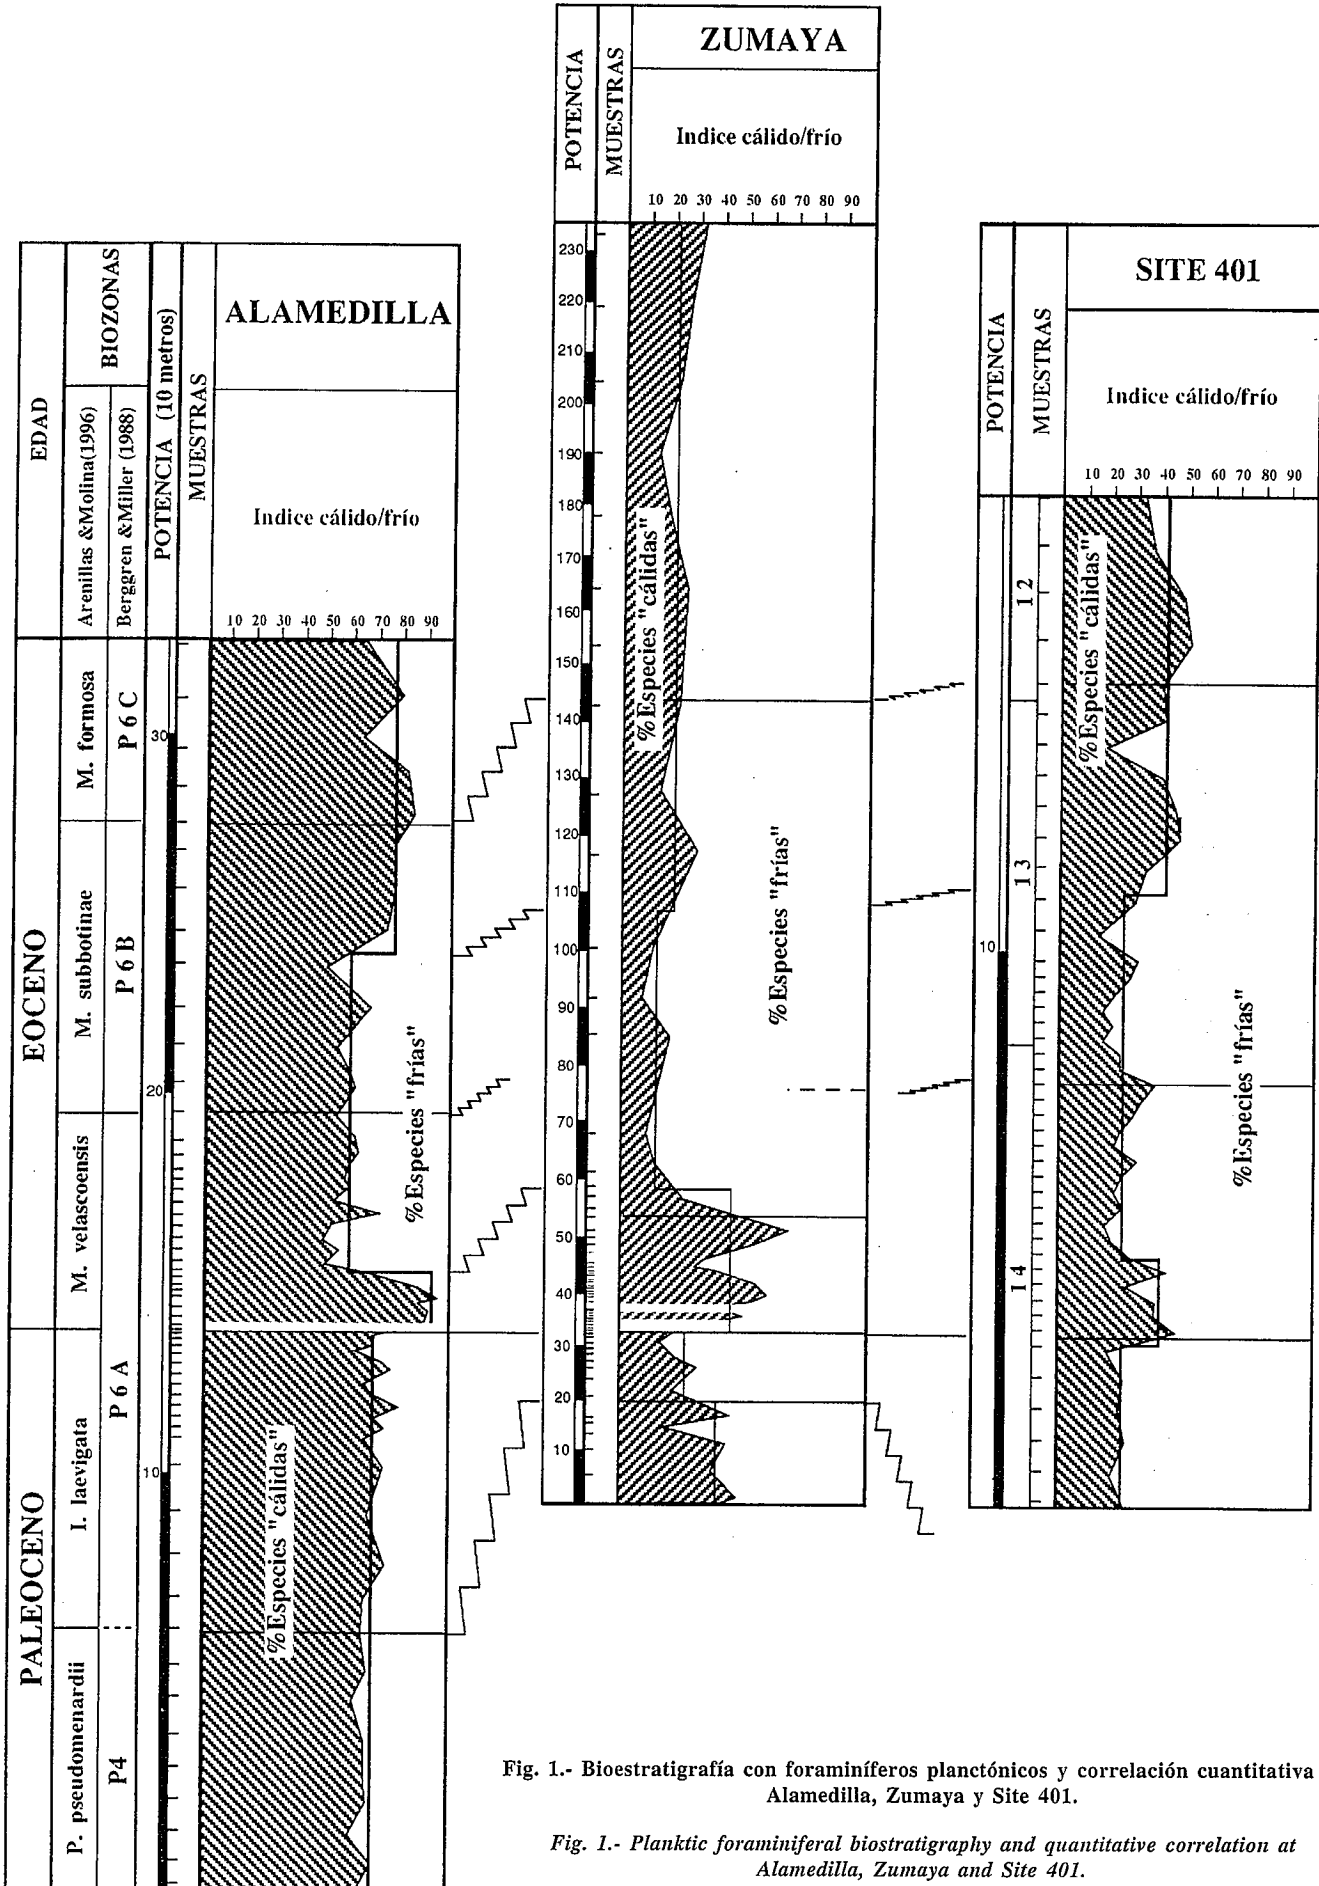 ZUMAYA
POTENCIA
MUESTRAS
Indice cálido/frío
10 20 30 40 50 60 70 80 90
230
220
210
200
190
180
170
160
150
140
130
120
110
100
90
80
70
60
50
40
30
20
10
%Especies "cálidas"
%Especies "frías"
ALAMEDILLA
EDAD
BIOZONAS
Arenillas &Molina(1996)
Berggren &Miller (1988)
POTENCIA (10 metros)
MUESTRAS
Indice cálido/frío
10 20 30 40 50 60 70 80 90
EOCENO
PALEOCENO
M. formosa
M. subbotinae
M. velascoensis
I. laevigata
P. pseudomenardii
P 6 C
P 6 B
P 6 A
P4
30
20
10
%Especies "cálidas"
%Especies "frías"
SITE 401
POTENCIA
MUESTRAS
Indice cálido/frío
10 20 30 40 50 60 70 80 90
12
13
14
10
%Especies "cálidas"
%Especies "frías"
Fig. 1.- Bioestratigrafía con foraminíferos planctónicos y correlación cuantitativa
Alamedilla, Zumaya y Site 401.
Fig. 1.- Planktic foraminiferal biostratigraphy and quantitative correlation at
Alamedilla, Zumaya and Site 401.